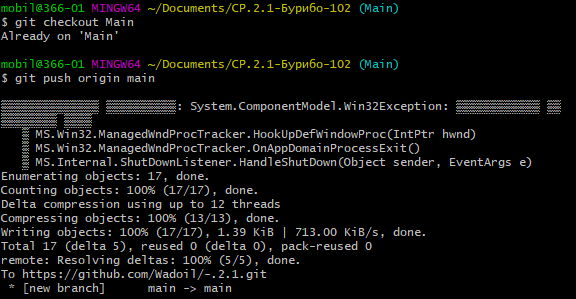 mobil@366-01 MINGW64 ~/Documents/CP.2.1-Бурибо-102 (Main)
$ git checkout Main
Already on 'Main'
mobil@366-01 MINGW64 ~/Documents/CP.2.1-Бурибо-102 (Main)
$ git push origin main
: System.ComponentModel.Win32Exception:
MS.Win32.ManagedWndProcTracker.HookUpDefWindowProc(IntPtr hwnd)
MS.Win32.ManagedWndProcTracker.OnAppDomainProcessExit()
MS.Internal.ShutDownListener.HandleShutDown(Object sender, EventArgs e)
Enumerating objects: 17, done.
Counting objects: 100% (17/17), done.
Delta compression using up to 12 threads
Compressing objects: 100% (13/13), done.
Writing objects: 100% (17/17), 1.39 KiB | 713.00 KiB/s, done.
Total 17 (delta 5), reused 0 (delta 0), pack-reused 0
remote: Resolving deltas: 100% (5/5), done.
To https://github.com/Wadoil/-.2.1.git
 * [new branch]      main -> main